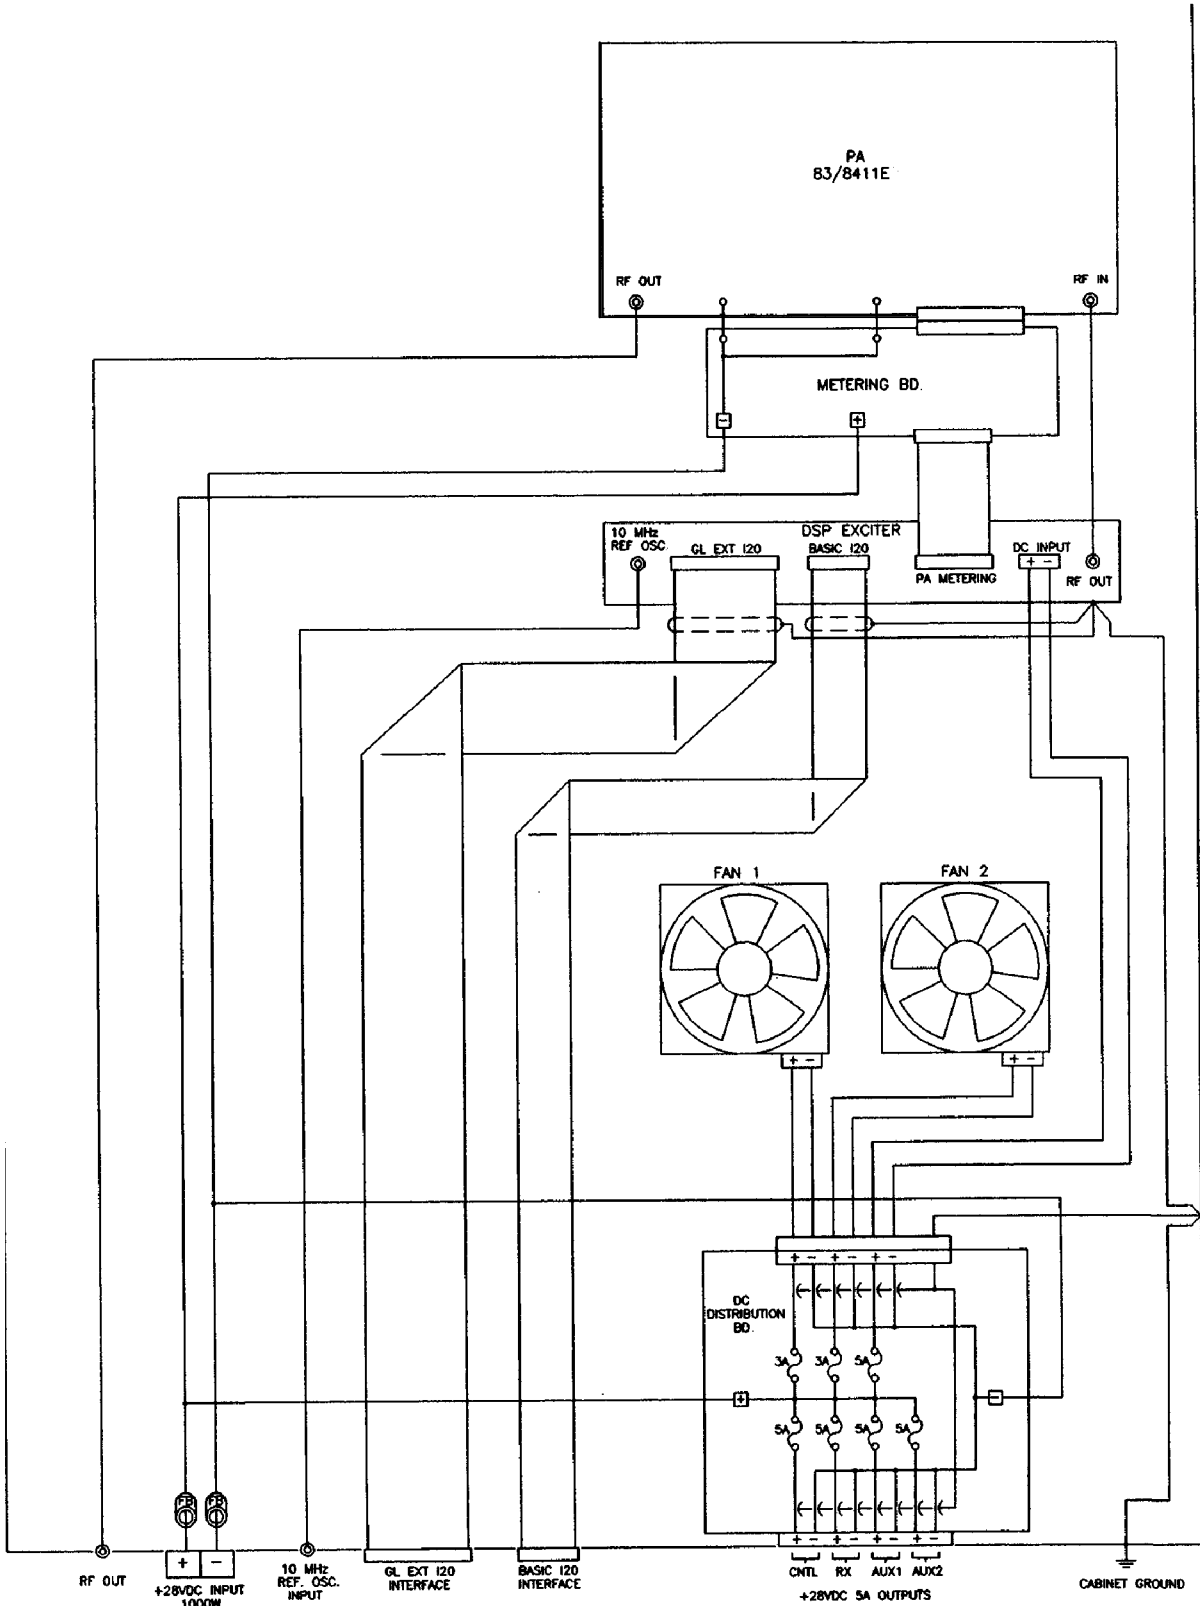 PA
83/8411E
RF OUT
RF IN
METERING BD.
-
+
10 MHz
REF OSC.
DSP EXCITER
GL EXT I20
BASIC I20
DC INPUT
+ -
PA METERING
RF OUT
FAN 1
FAN 2
+ -
+ -
+ - + - + -
DC
DISTRIBUTION
BD.
3A
3A
5A
+
-
5A
5A
5A
5A
FB
FB
+ - + - + - + -
+ -
RF OUT
+28VDC INPUT
1000W
10 MHz
REF. OSC.
INPUT
GL EXT I20
INTERFACE
BASIC I20
INTERFACE
CNTL RX AUX1 AUX2
+28VDC 5A OUTPUTS
CABINET GROUND